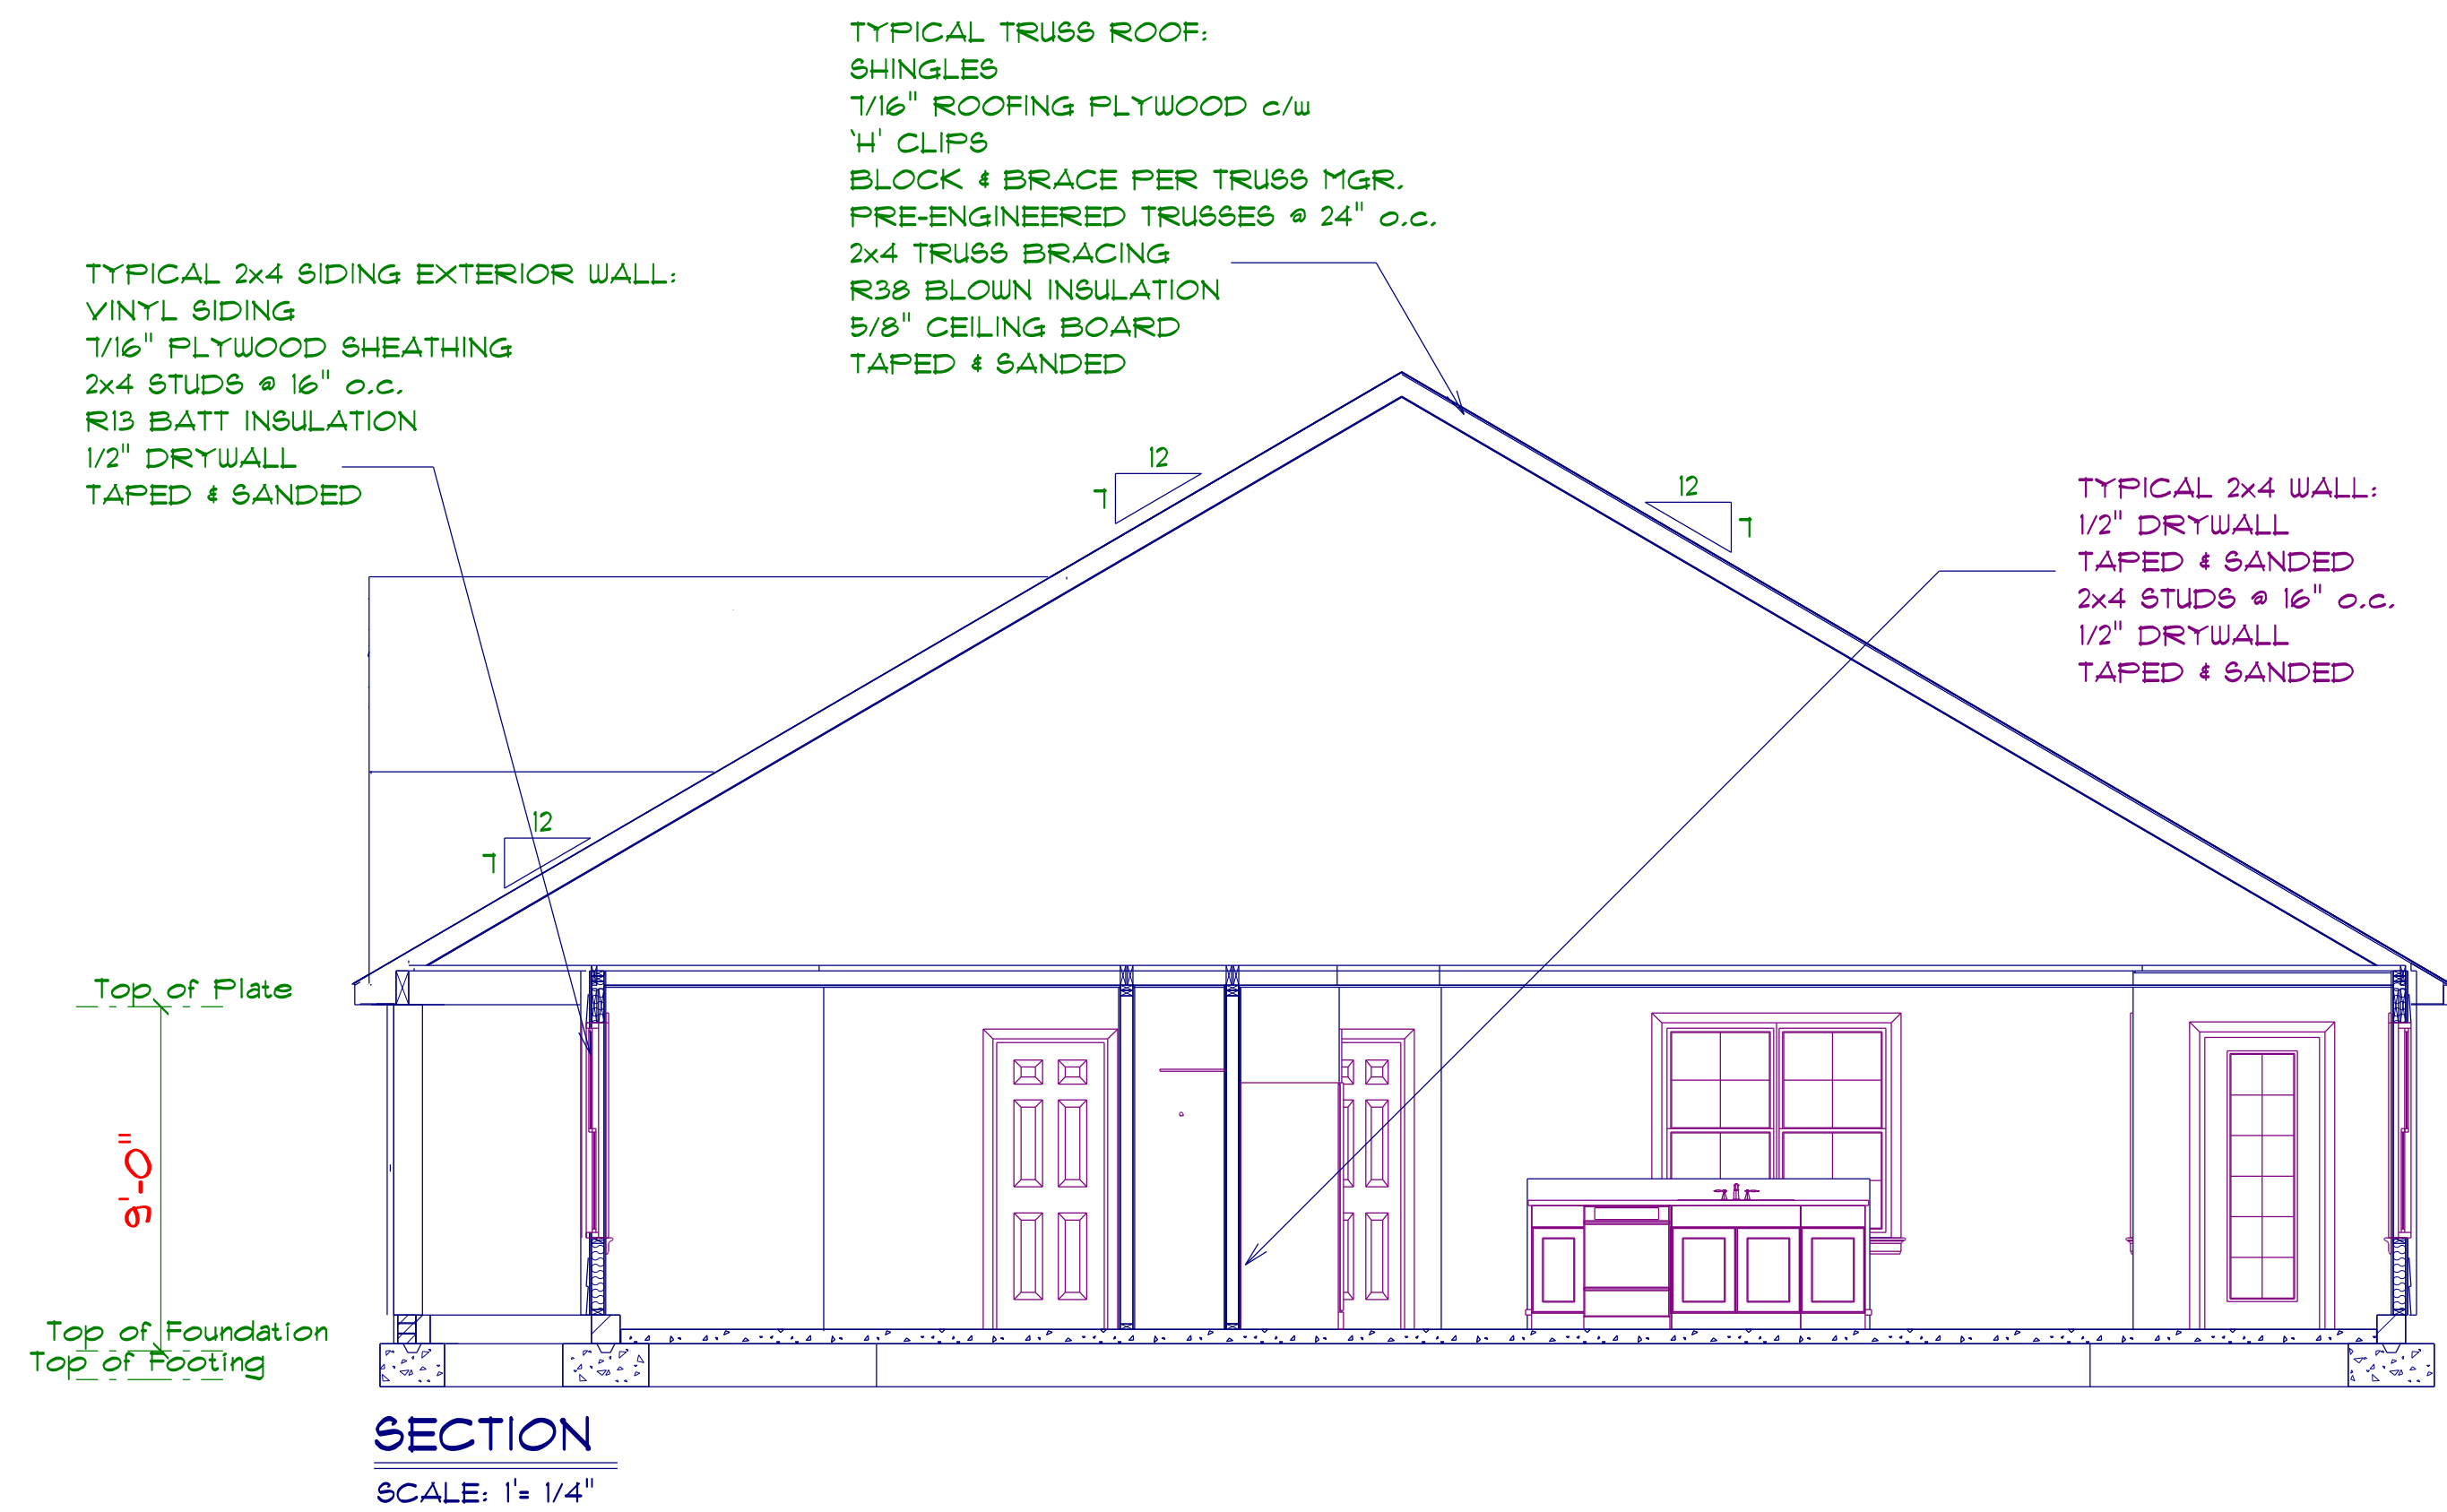 TYPICAL TRUSS ROOF:
SHINGLES
7/16" ROOFING PLYWOOD c/w
'H' CLIPS
BLOCK & BRACE PER TRUSS MGR.
PRE-ENGINEERED TRUSSES @ 24" o.c.
2x4 TRUSS BRACING
R38 BLOWN INSULATION
5/8" CEILING BOARD
TAPED & SANDED
TYPICAL 2x4 SIDING EXTERIOR WALL:
VINYL SIDING
7/16" PLYWOOD SHEATHING
2x4 STUDS @ 16" o.c.
R13 BATT INSULATION
1/2" DRYWALL
TAPED & SANDED
12
7
12
7
TYPICAL 2x4 WALL:
1/2" DRYWALL
TAPED & SANDED
2x4 STUDS @ 16" o.c.
1/2" DRYWALL
TAPED & SANDED
12
7
Top of Plate
9'-0"
Top of Foundation
Top of Footing
SECTION
SCALE: 1'= 1/4"